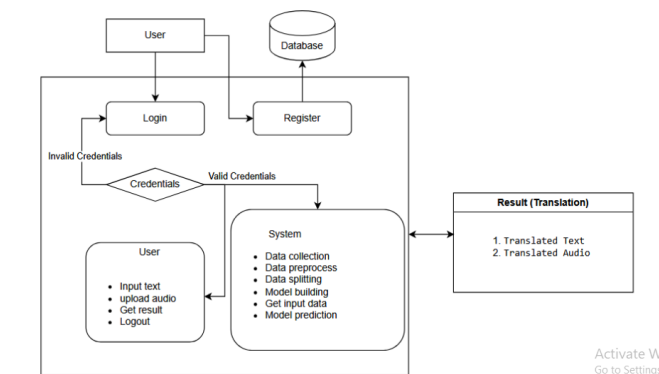 User
Database
Login
Register
Invalid Credentials
Credentials
Valid Credentials
Result (Translation)
1. Translated Text
2. Translated Audio
System
Data collection
Data preprocess
Data splitting
Model building
Get input data
Model prediction
User
Input text
upload audio
Get result
Logout
Activate W
Go to Settings